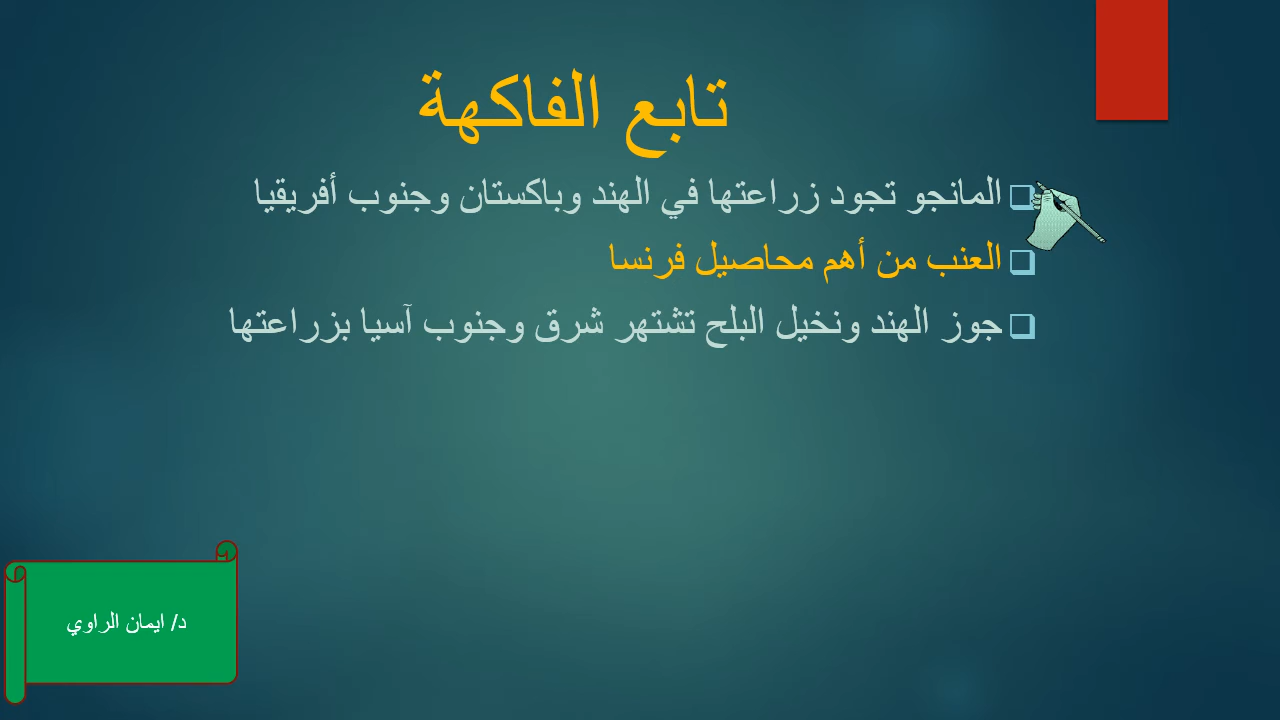 تابع الفاكهة
المانجو تجود زراعتها في الهند وباكستان وجنوب أفريقيا
العنب من أهم محاصيل فرنسا
جوز الهند ونخيل البلح تشتهر شرق وجنوب آسيا بزراعتها
د/ ايمان الراوي